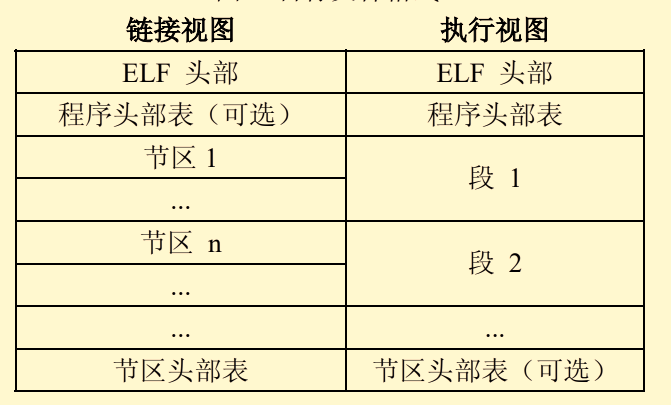 链接视图 执行视图
ELF 头部 ELF 头部
程序头部表（可选） 程序头部表
节区 1 段 1
...
节区 n 段 2
...
... ...
节区头部表 节区头部表（可选）